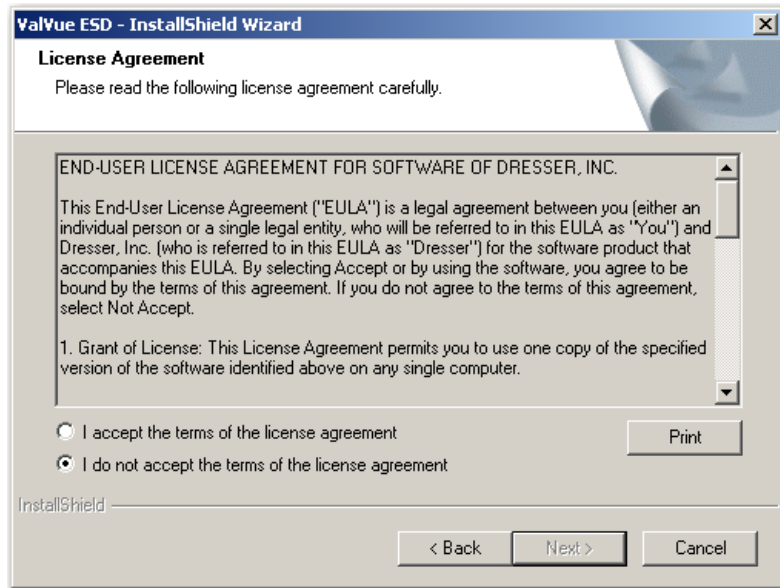 ValVue ESD - InstallShield Wizard
License Agreement
Please read the following license agreement carefully.
END-USER LICENSE AGREEMENT FOR SOFTWARE OF DRESSER, INC.
This End-User License Agreement ("EULA") is a legal agreement between you (either an
individual person or a single legal entity, who will be referred to in this EULA as "You") and
Dresser, Inc. (who is referred to in this EULA as "Dresser") for the software product that
accompanies this EULA. By selecting Accept or by using the software, you agree to be
bound by the terms of this agreement. If you do not agree to the terms of this agreement,
select Not Accept.
1. Grant of License: This License Agreement permits you to use one copy of the specified
version of the software identified above on any single computer.
I accept the terms of the license agreement
Print
I do not accept the terms of the license agreement
InstallShield
< Back
Next >
Cancel